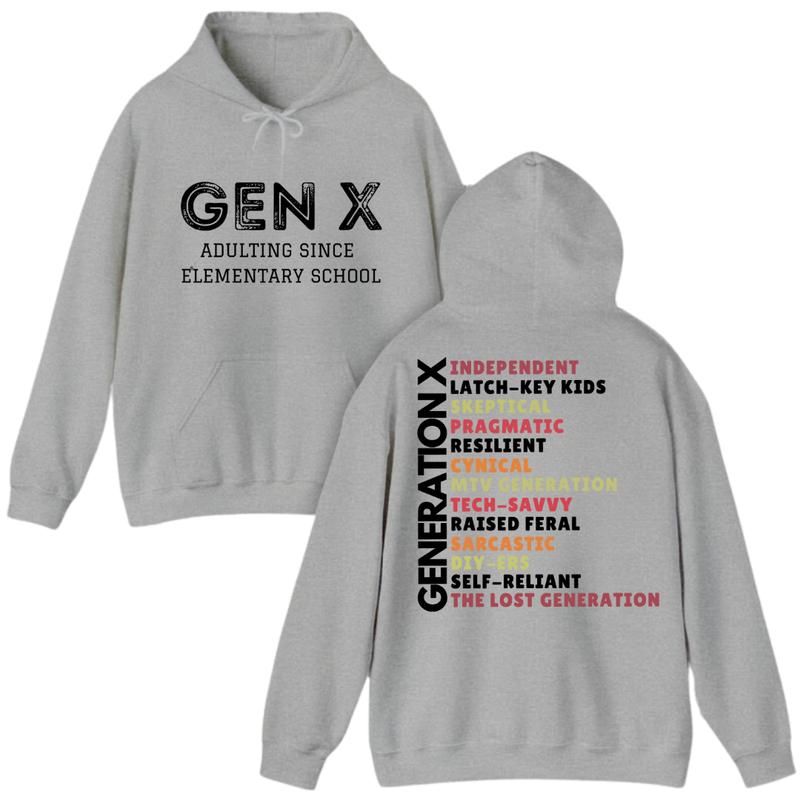 GEN X
ADULTING SINCE
ELEMENTARY SCHOOL
GENERATION X
INDEPENDENT
LATCH-KEY KIDS
SKEPTICAL
PRAGMATIC
RESILIENT
CYNICAL
MTV GENERATION
TECH-SAVVY
RAISED FERAL
SARCASTIC
DIY-ERS
SELF-RELIANT
THE LOST GENERATION